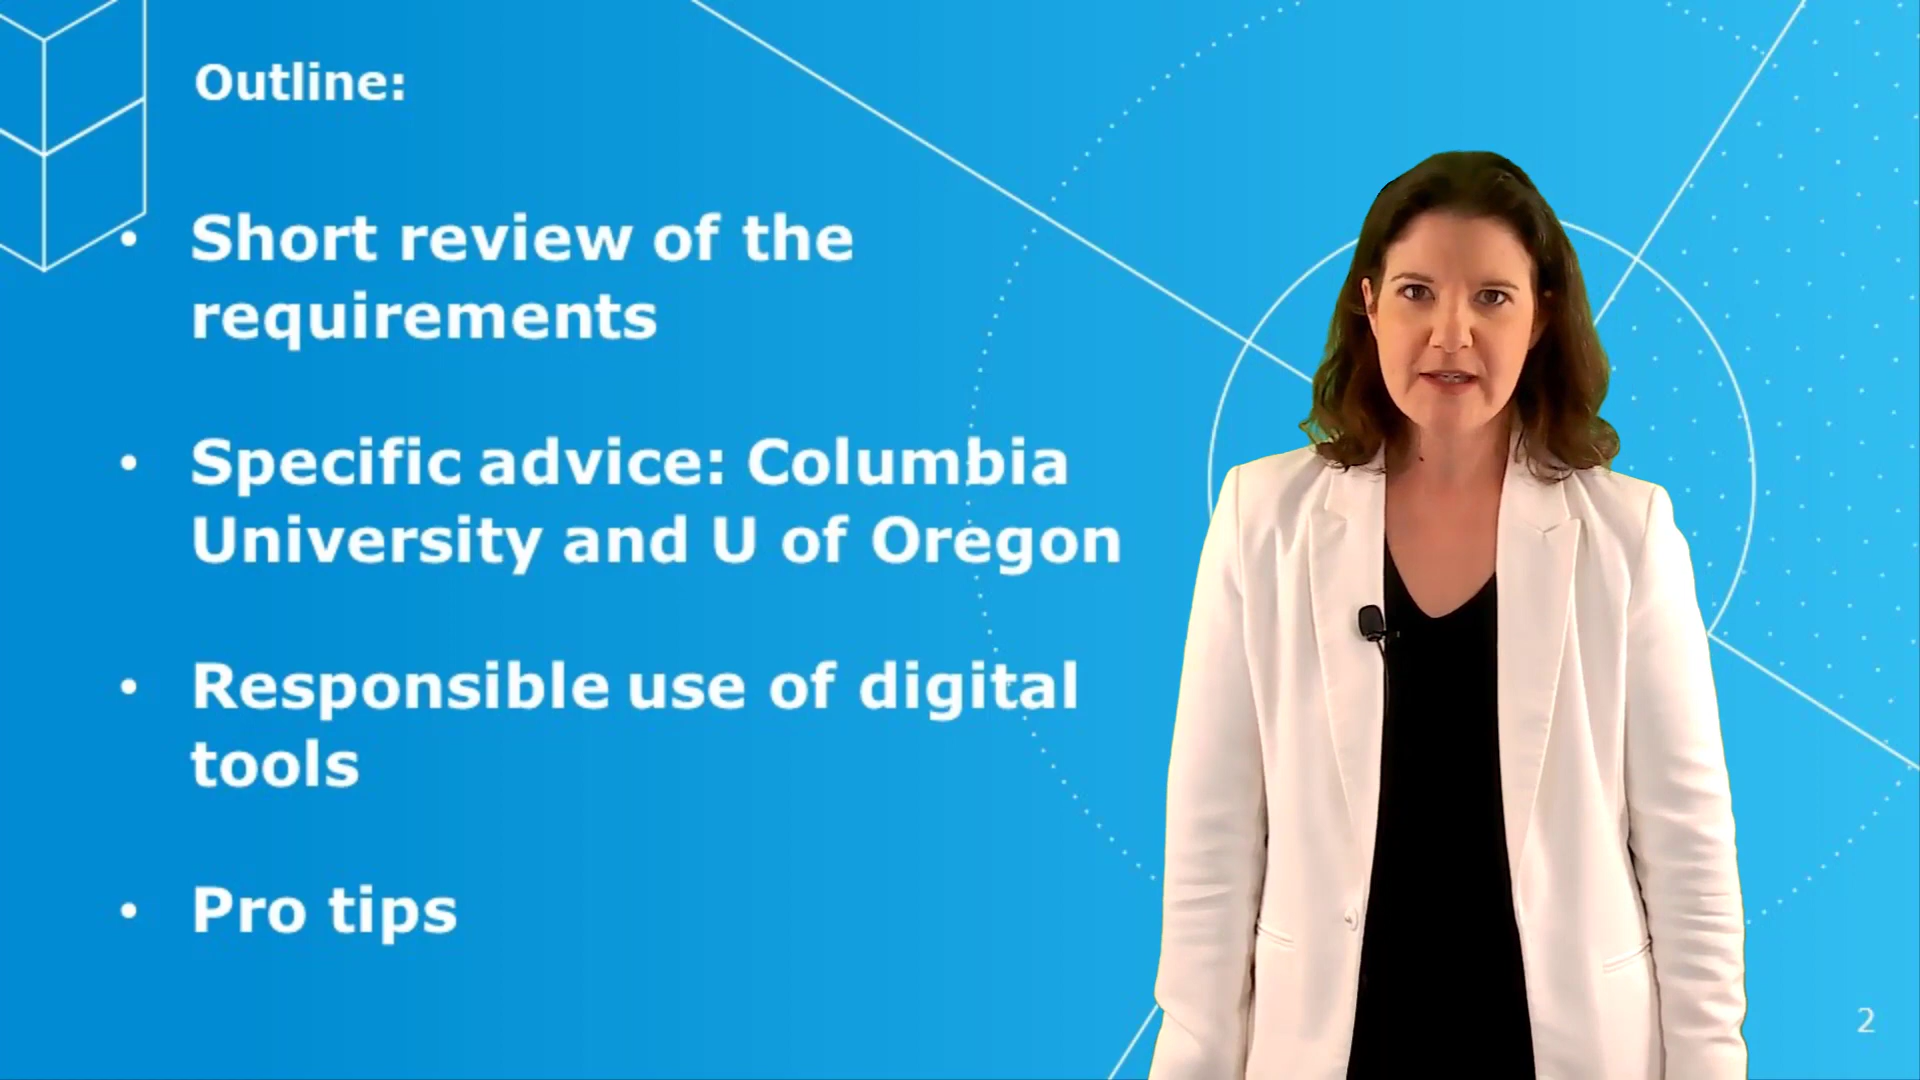 Outline:
• Short review of the
requirements
• Specific advice: Columbia
University and U of Oregon
• Responsible use of digital
tools
• Pro tips
2